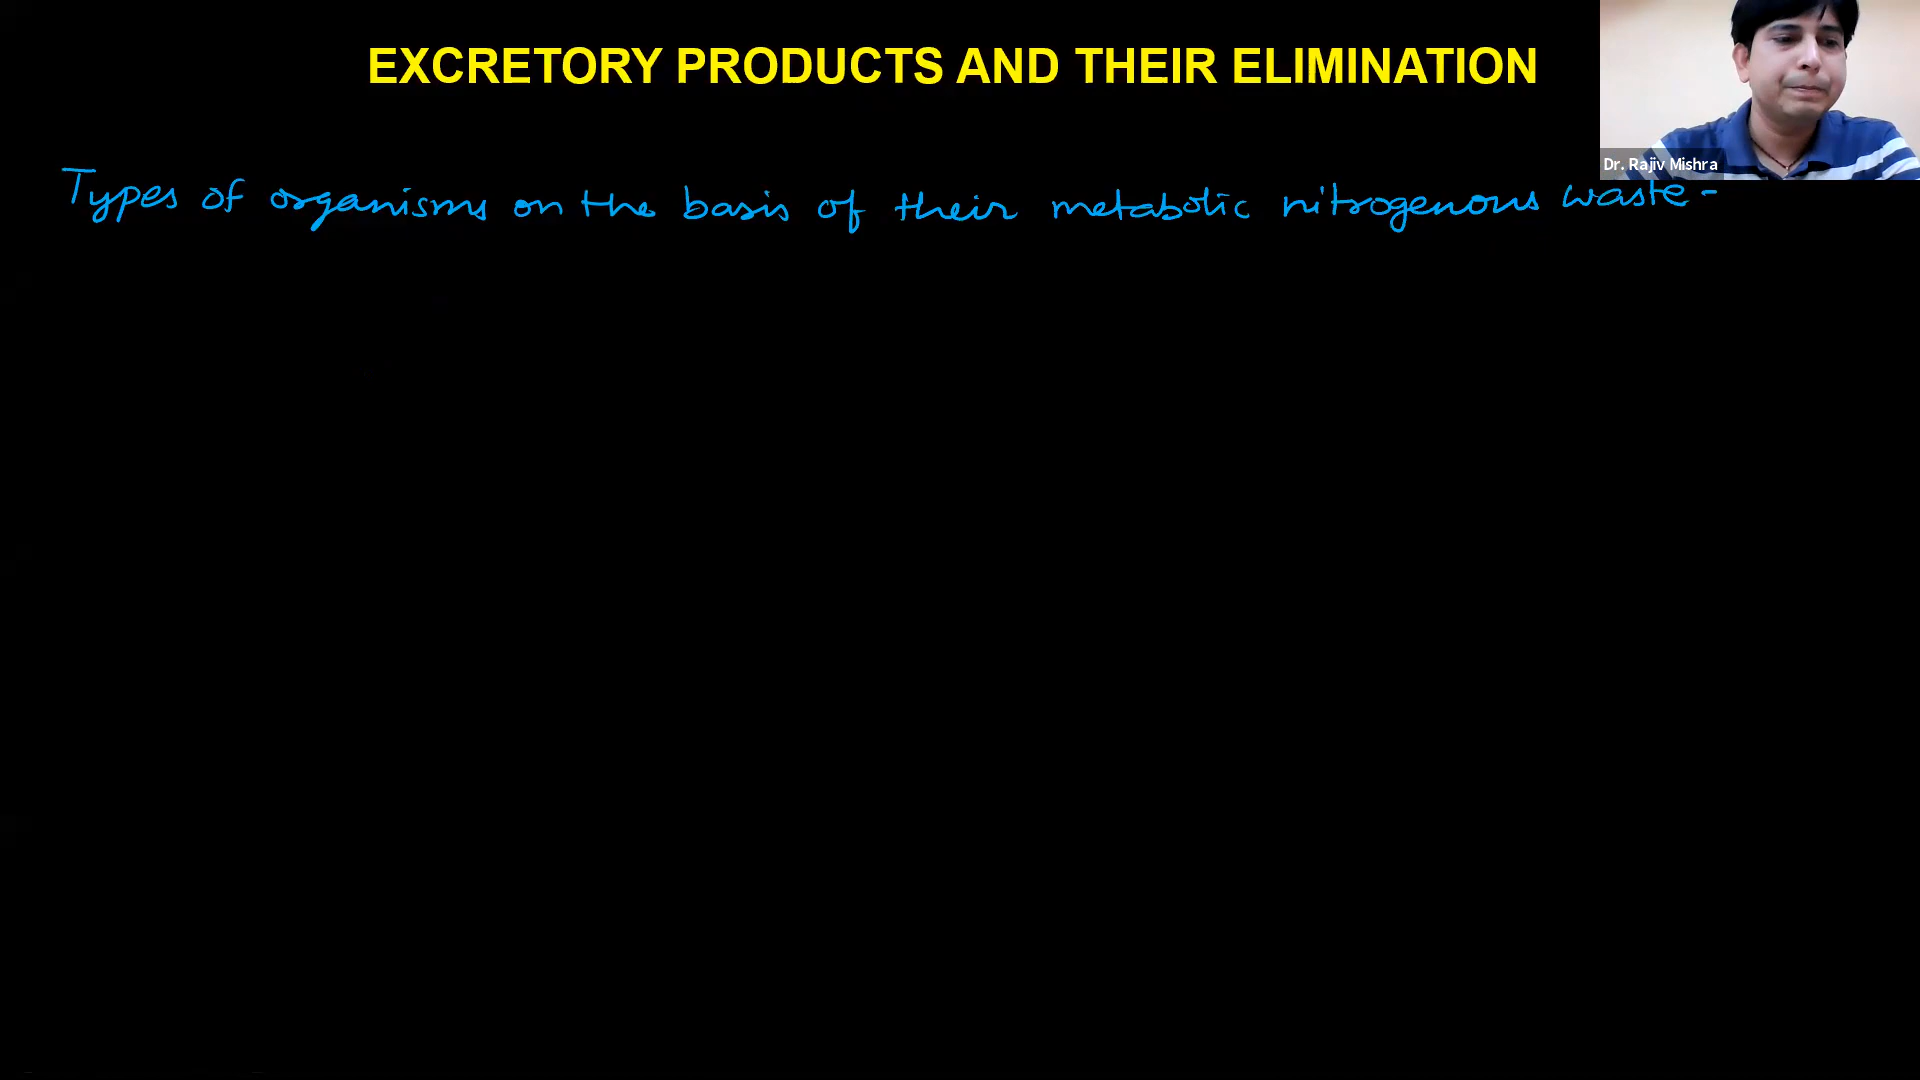 EXCRETORY PRODUCTS AND THEIR ELIMINATION
Dr. Rajiv Mishra
Types of organisms on the basis of their metabolic nitrogenous waste -